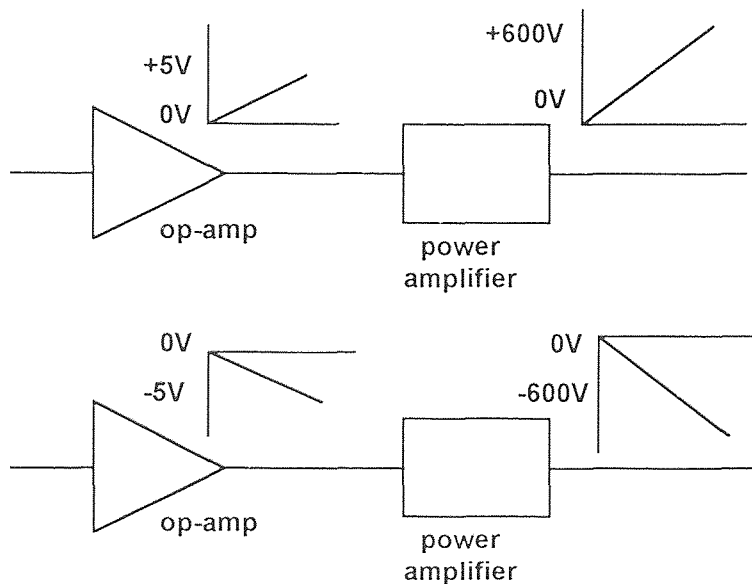 +5V
0V
+600V
0V
op-amp
power
amplifier
0V
-5V
0V
-600V
op-amp
power
amplifier